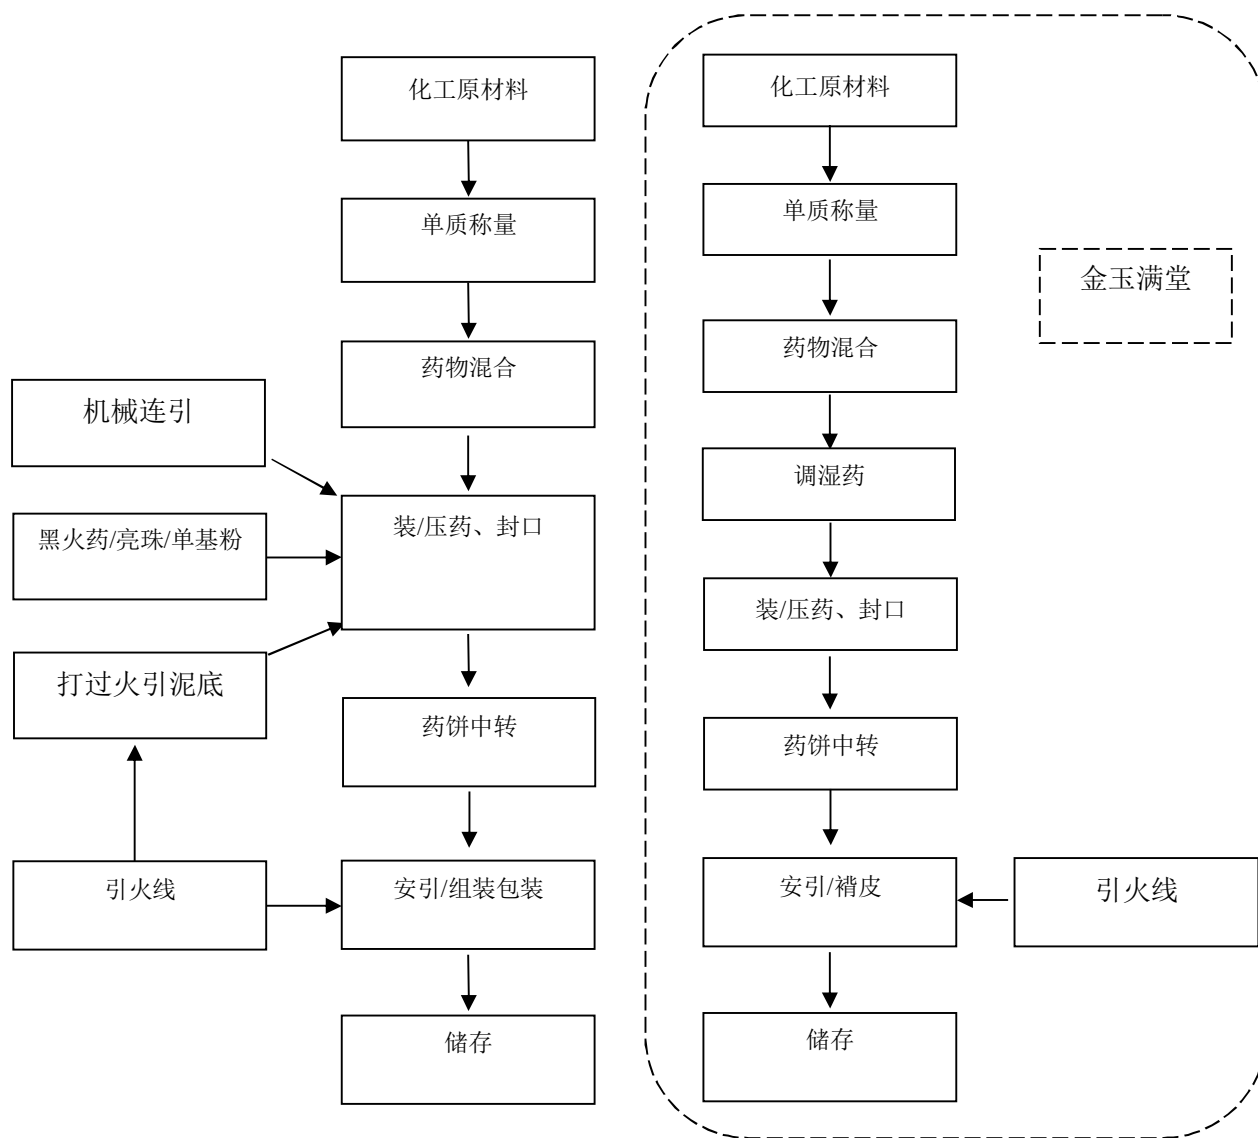 化工原材料
单质称量
药物混合
机械连引
黑火药/亮珠/单基粉
打过火引泥底
引火线
装/压药、封口
药饼中转
安引/组装包装
储存
化工原材料
单质称量
药物混合
调湿药
装/压药、封口
药饼中转
安引/褙皮
储存
金玉满堂
引火线